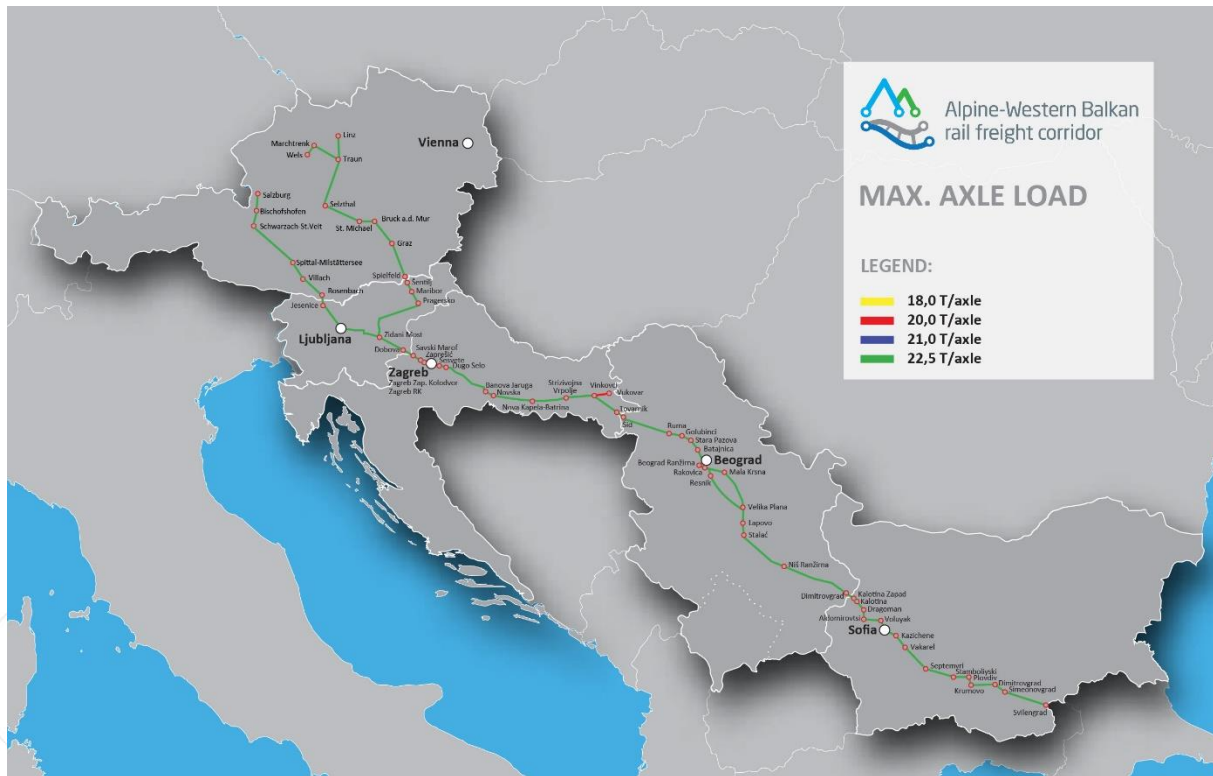 Alpine-Western Balkan
rail freight corridor
MAX. AXLE LOAD
LEGEND:
18,0 T/axle
20,0 T/axle
21,0 T/axle
22,5 T/axle
Linz
Marchtrenk
Wels
Traun
Vienna
Salzburg
Bischofshofen
Schwarzach-St.Veit
Selzthal
St. Michael
Bruck a.d. Mur
Graz
Spittal-Milstättersee
Villach
Rosenbach
Jesenice
Spielfeld
Šentilj
Maribor
Pragersko
Ljubljana
Zidani Most
Dobova
Savski Marof
Zaprešić
Sesvete
Dugo Selo
Zagreb
Zagreb Zap. Kolodvor
Zagreb RK
Banova Jaruga
Novska
Nova Kapela-Batrina
Strizivojna
Vrpolje
Vinkovci
Vukovar
Tovarnik
Šid
Ruma
Golubinci
Stara Pazova
Batajnica
Beograd
Beograd Ranžirna
Rakovica
Resnik
Mala Krsna
Velika Plana
Lapovo
Stalać
Niš Ranžirna
Dimitrovgrad
Kalotina Zapad
Kalotina
Dragoman
Aldomirovtsi
Voluyak
Sofia
Kazichene
Vakarel
Septemvri
Stamboliyski
Plovdiv
Krumovo
Dimitrovgrad
Simeonovgrad
Svilengrad